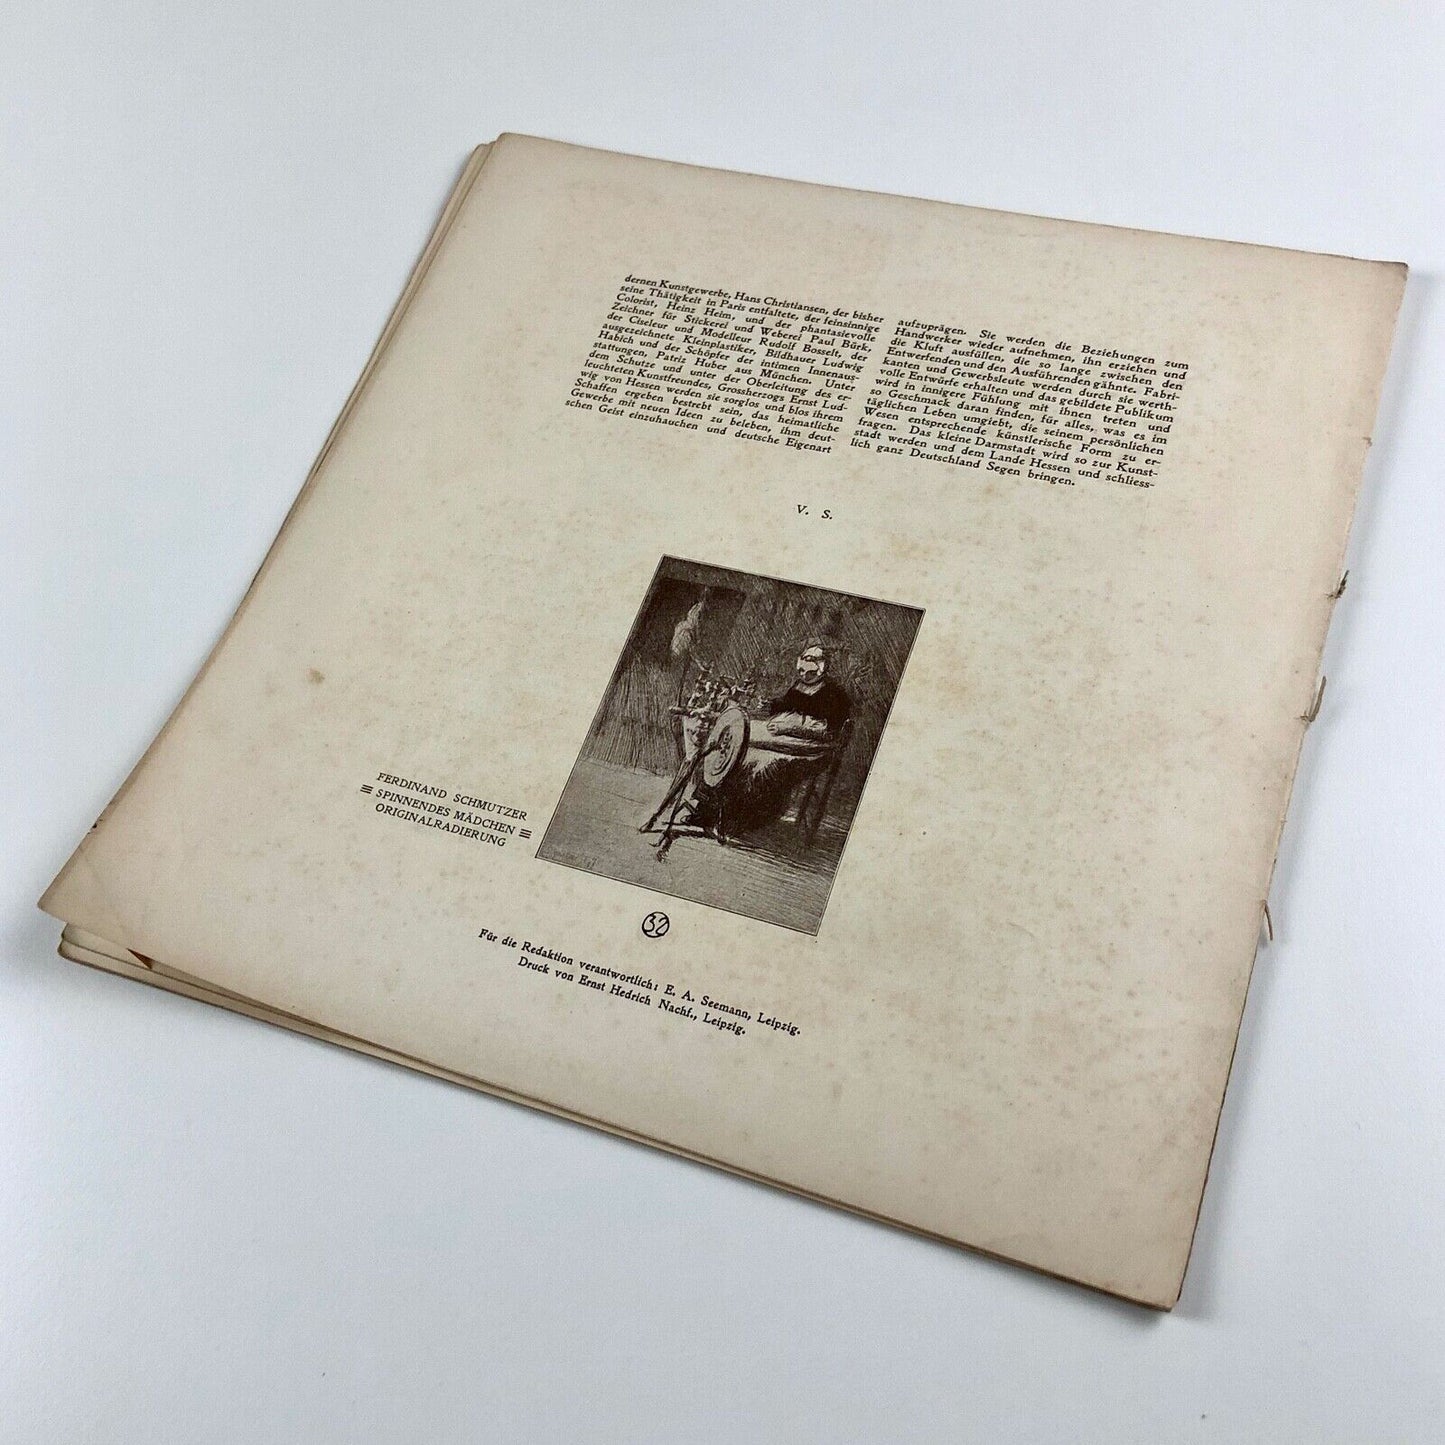 dernen Kunstgewerbe, Hans Christiansen, der bisher
seine Thätigkeit in Paris entfaltete, der feinsinnige
Colorist, Heinz Heim, und der phantasievolle
Zeichner für Stickerei und Weberei Paul Bürk,
der Ciseleur und Modelleur Rudolf Bosselt, der
ausgezeichnete Kleinplastiker, Bildhauer Ludwig
Habich und der Schöpfer der intimen Innenaus-
stattungen, Patriz Huber aus München. Unter
dem Schutze und unter der Oberleitung des er-
leuchteten Kunstfreundes, Grossherzogs Ernst Lud-
wig von Hessen werden sie sorglos und blos ihrem
Schaffen ergeben bestrebt sein, das heimatliche
Gewerbe mit neuen Ideen zu beleben, ihm deut-
schen Geist einzuhauchen und deutsche Eigenart
aufzuprägen. Sie werden die Beziehungen zum
Handwerker wieder aufnehmen, ihn erziehen und
die Kluft ausfüllen, die so lange zwischen den
Entwerfenden und den Ausführenden gähnte. Fabri-
kanten und Gewerbsleute werden durch sie werth-
volle Entwürfe erhalten und das gebildete Publikum
wird in innigere Fühlung mit ihnen treten und
so Geschmack daran finden, für alles, was es im
täglichen Leben umgiebt, die seinem persönlichen
Wesen entsprechende künstlerische Form zu er-
fragen. Das kleine Darmstadt wird so zur Kunst-
stadt werden und dem Lande Hessen und schliess-
lich ganz Deutschland Segen bringen.
V. S.
FERDINAND SCHMUTZER
SPINNENDES MÄDCHEN
ORIGINALRADIERUNG
32
Für die Redaktion verantwortlich: E. A. Seemann, Leipzig.
Druck von Ernst Hedrich Nachf., Leipzig.